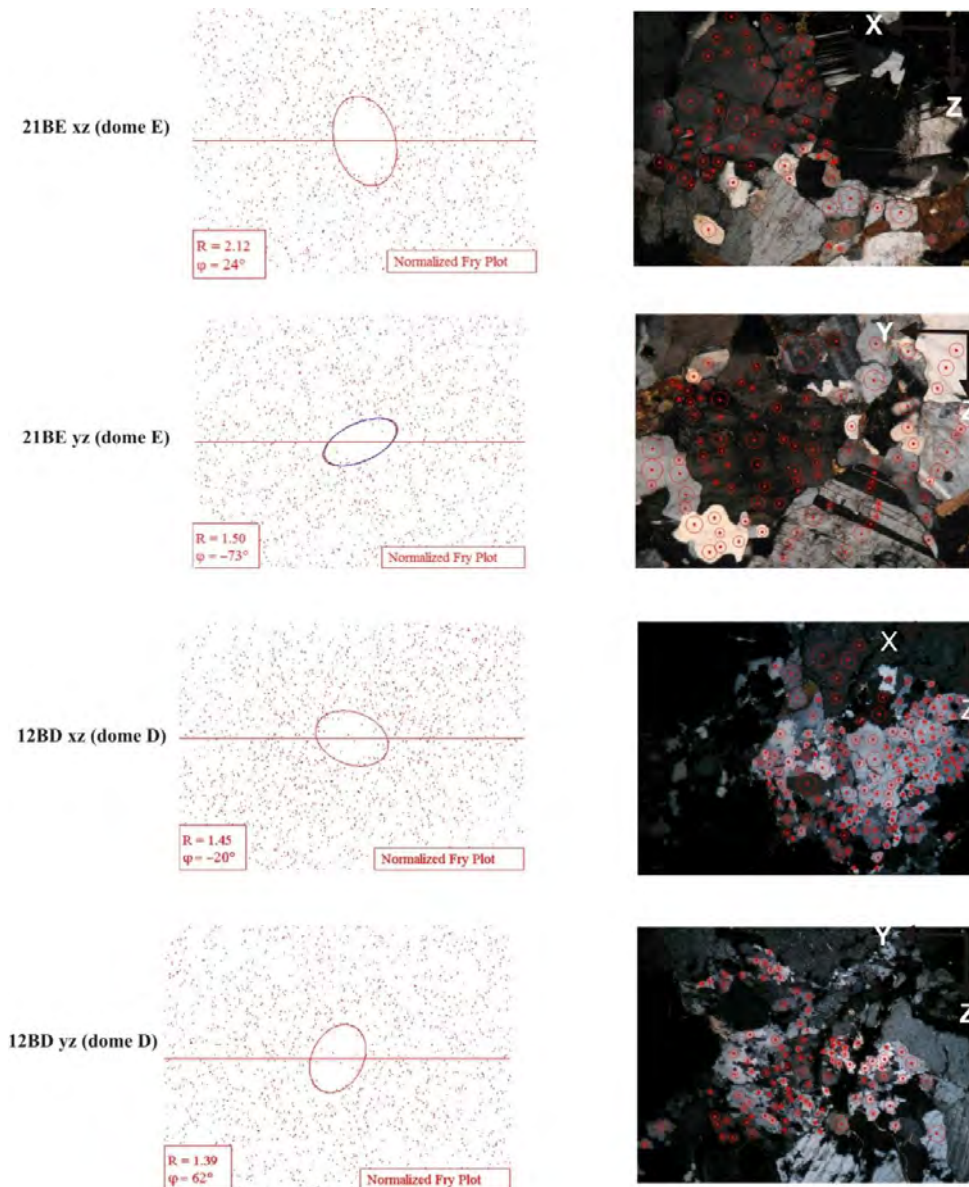 21BE xz (dome E)
R = 2.12
φ = 24°
Normalized Fry Plot
X
Z
21BE yz (dome E)
R = 1.50
φ = −73°
Normalized Fry Plot
Y
Z
12BD xz (dome D)
R = 1.45
φ = −20°
Normalized Fry Plot
X
Z
12BD yz (dome D)
R = 1.39
φ = 62°
Normalized Fry Plot
Y
Z